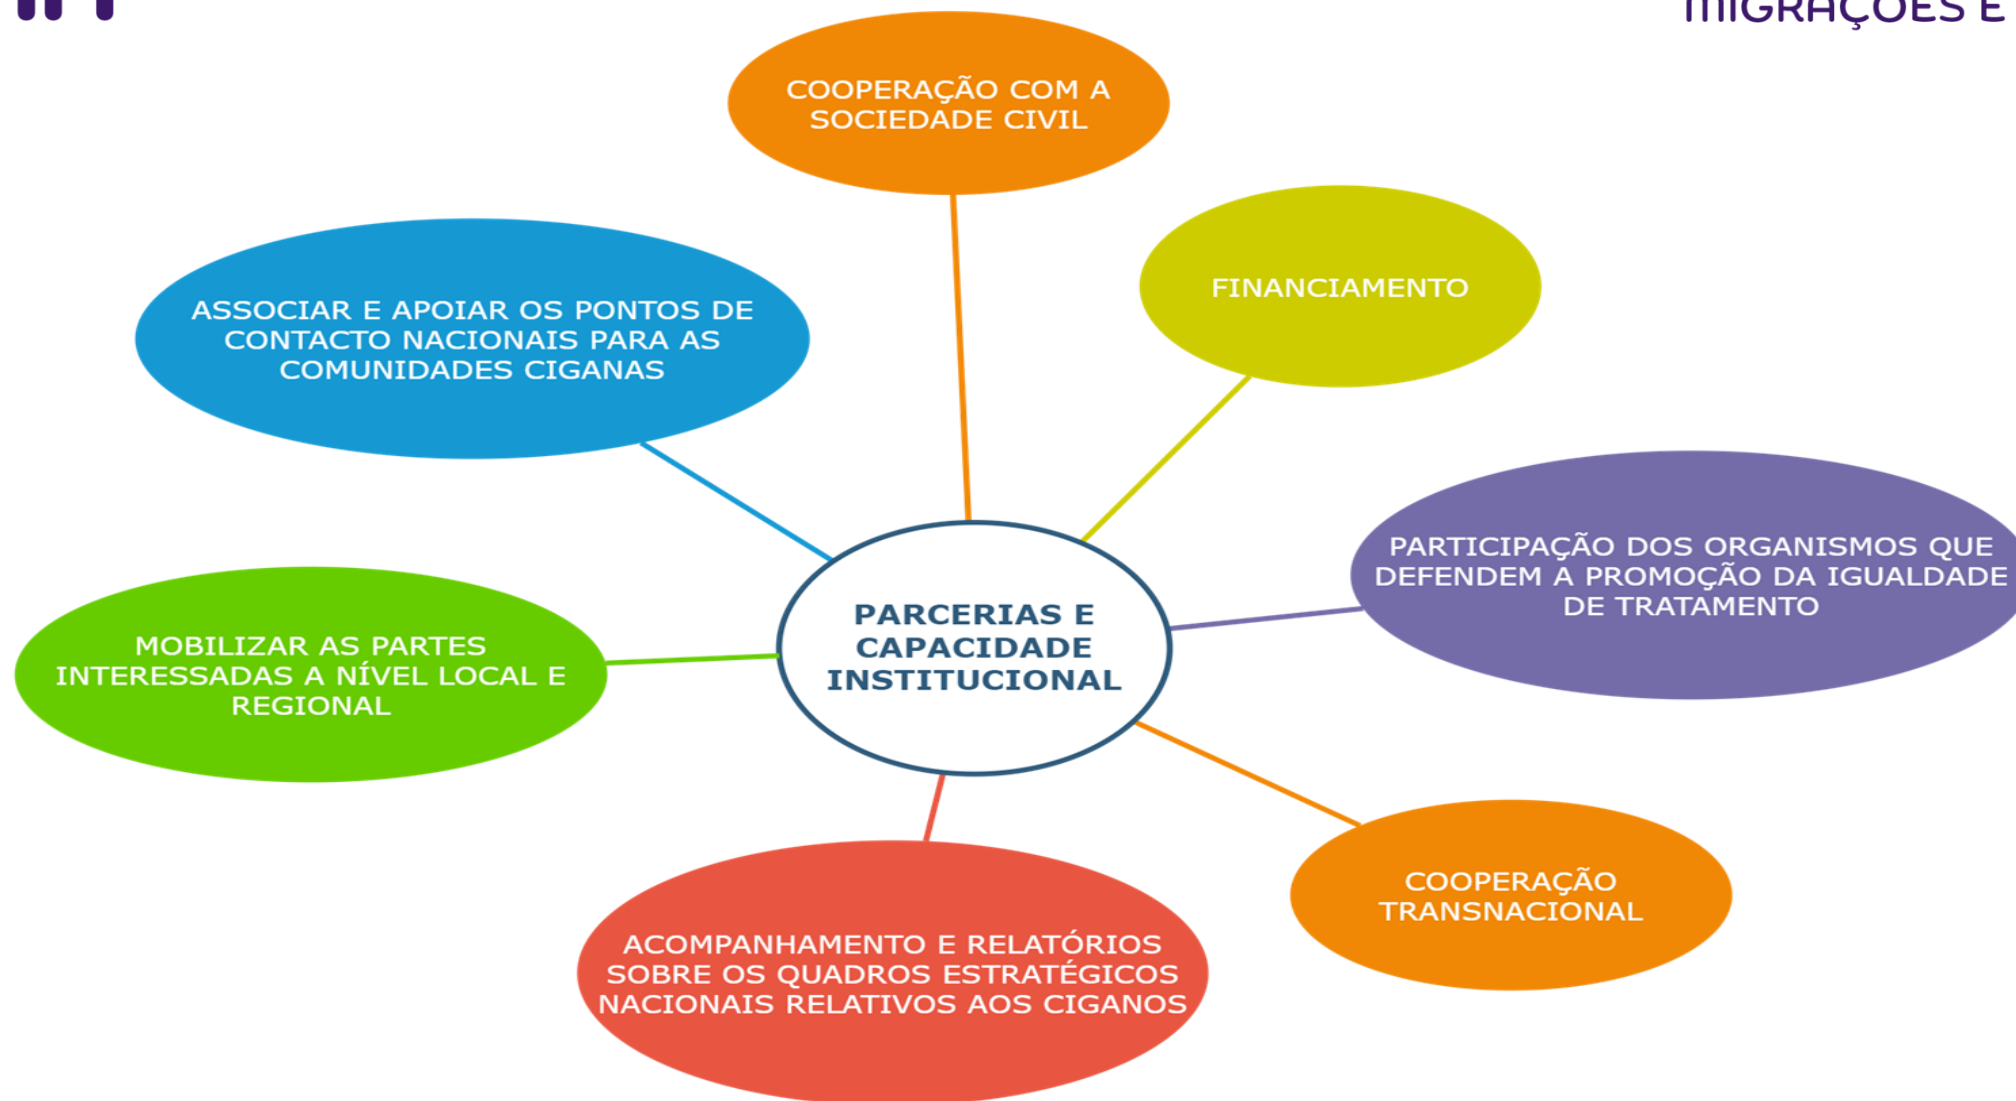 MIGRAÇÕES E
COOPERAÇÃO COM A
SOCIEDADE CIVIL
FINANCIAMENTO
ASSOCIAR E APOIAR OS PONTOS DE
CONTACTO NACIONAIS PARA AS
COMUNIDADES CIGANAS
PARTICIPAÇÃO DOS ORGANISMOS QUE
DEFENDEM A PROMOÇÃO DA IGUALDADE
DE TRATAMENTO
PARCERIAS E
CAPACIDADE
INSTITUCIONAL
MOBILIZAR AS PARTES
INTERESSADAS A NÍVEL LOCAL E
REGIONAL
COOPERAÇÃO
TRANSNACIONAL
ACOMPANHAMENTO E RELATÓRIOS
SOBRE OS QUADROS ESTRATÉGICOS
NACIONAIS RELATIVOS AOS CIGANOS